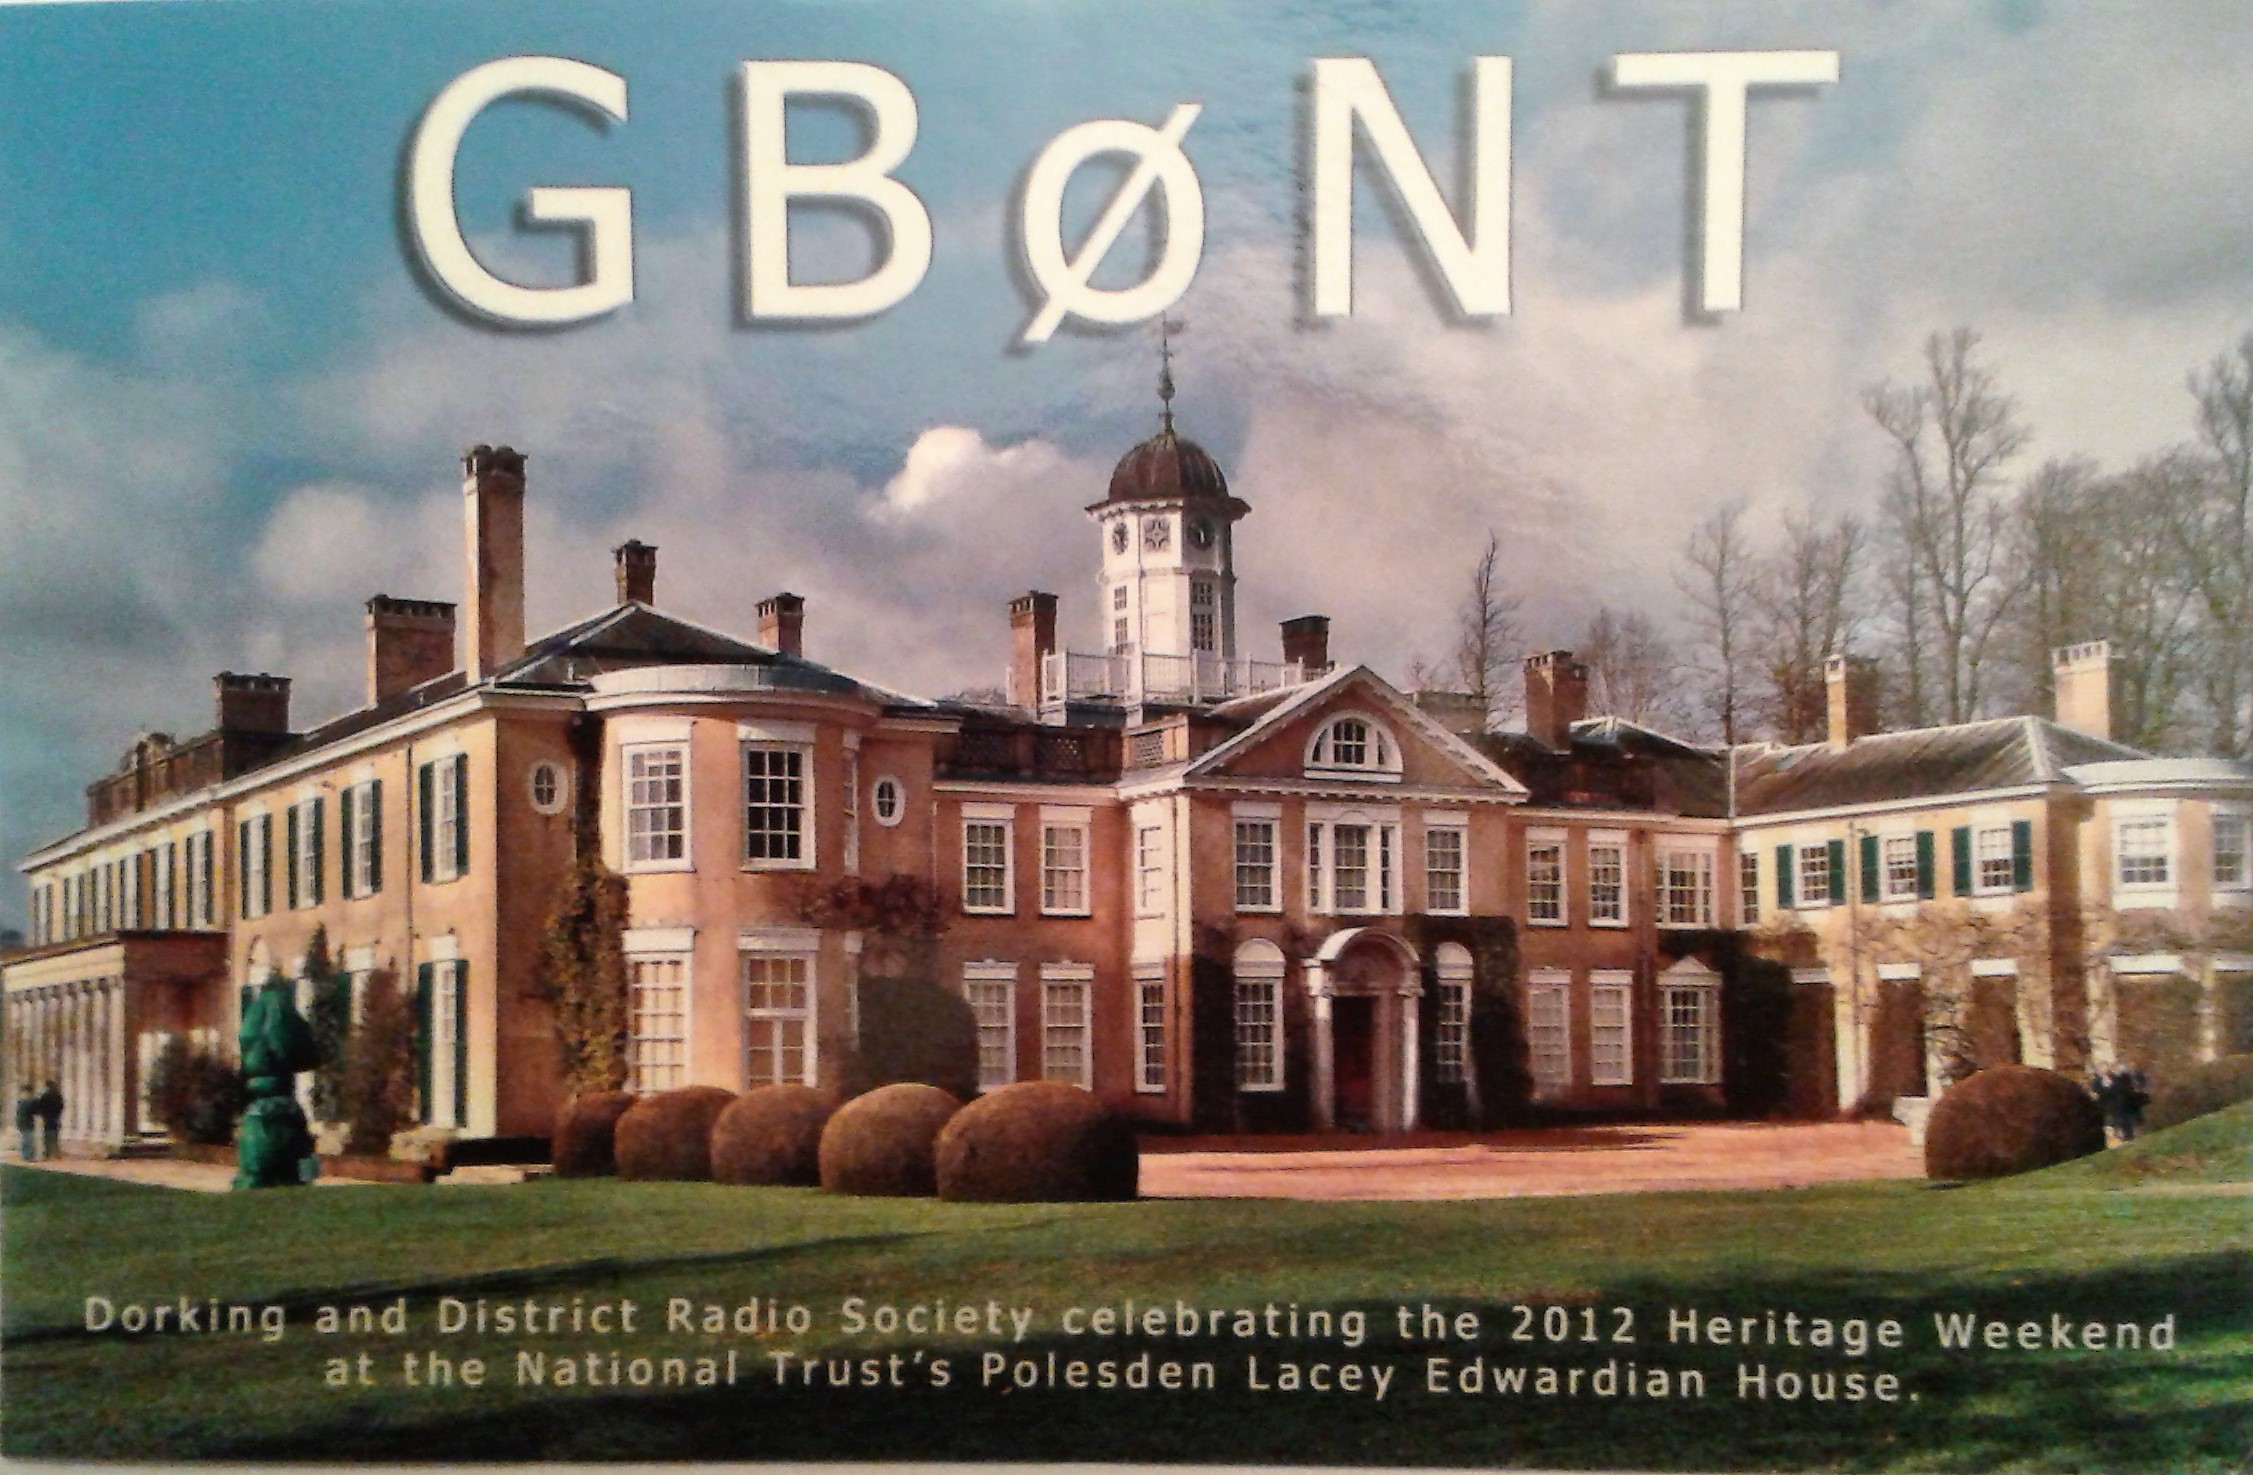 GBØNT
Dorking and District Radio Society celebrating the 2012 Heritage Weekend
at the National Trust's Polesden Lacey Edwardian House.